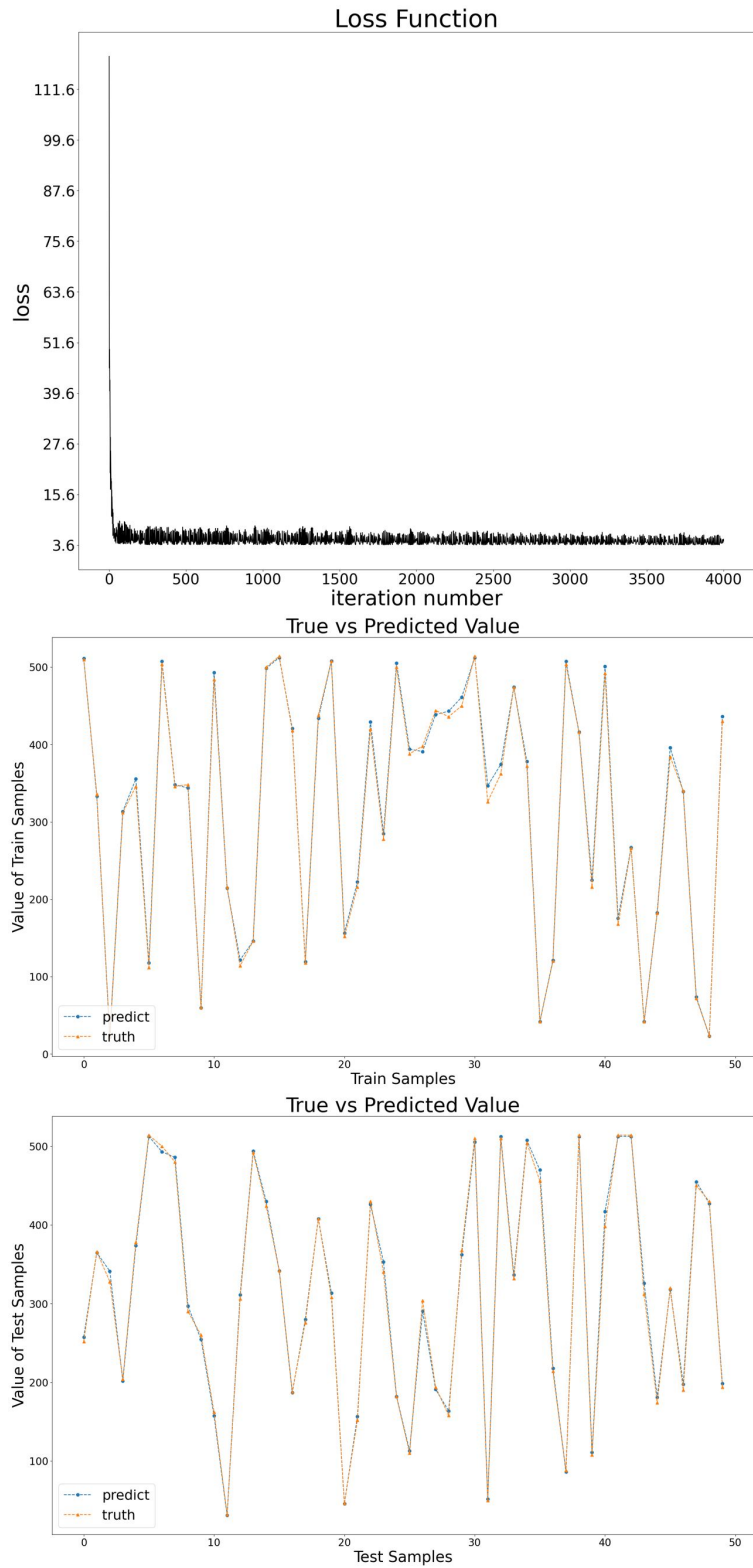 Loss Function
111.6
99.6
87.6
75.6
63.6
51.6
39.6
27.6
15.6
3.6
loss
0 500 1000 1500 2000 2500 3000 3500 4000
iteration number
True vs Predicted Value
500
400
300
200
100
0
Value of Train Samples
predict
truth
0 10 20 30 40 50
Train Samples
True vs Predicted Value
500
400
300
200
100
Value of Test Samples
predict
truth
0 10 20 30 40 50
Test Samples